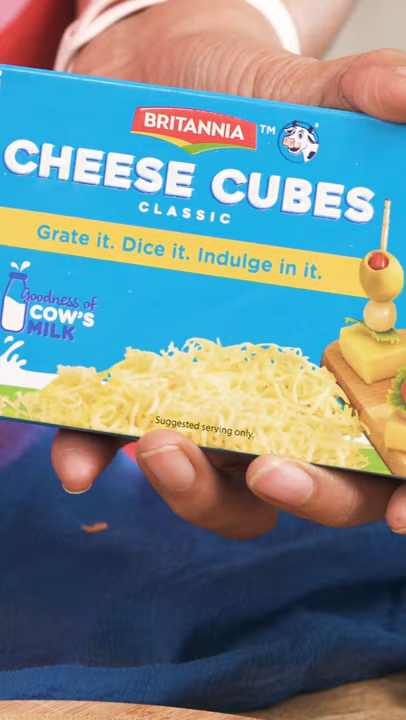 BRITANNIA ™
CHEESE CUBES
CLASSIC
Grate it. Dice it. Indulge in it.
Goodness of
COW'S
MILK
Suggested serving only.